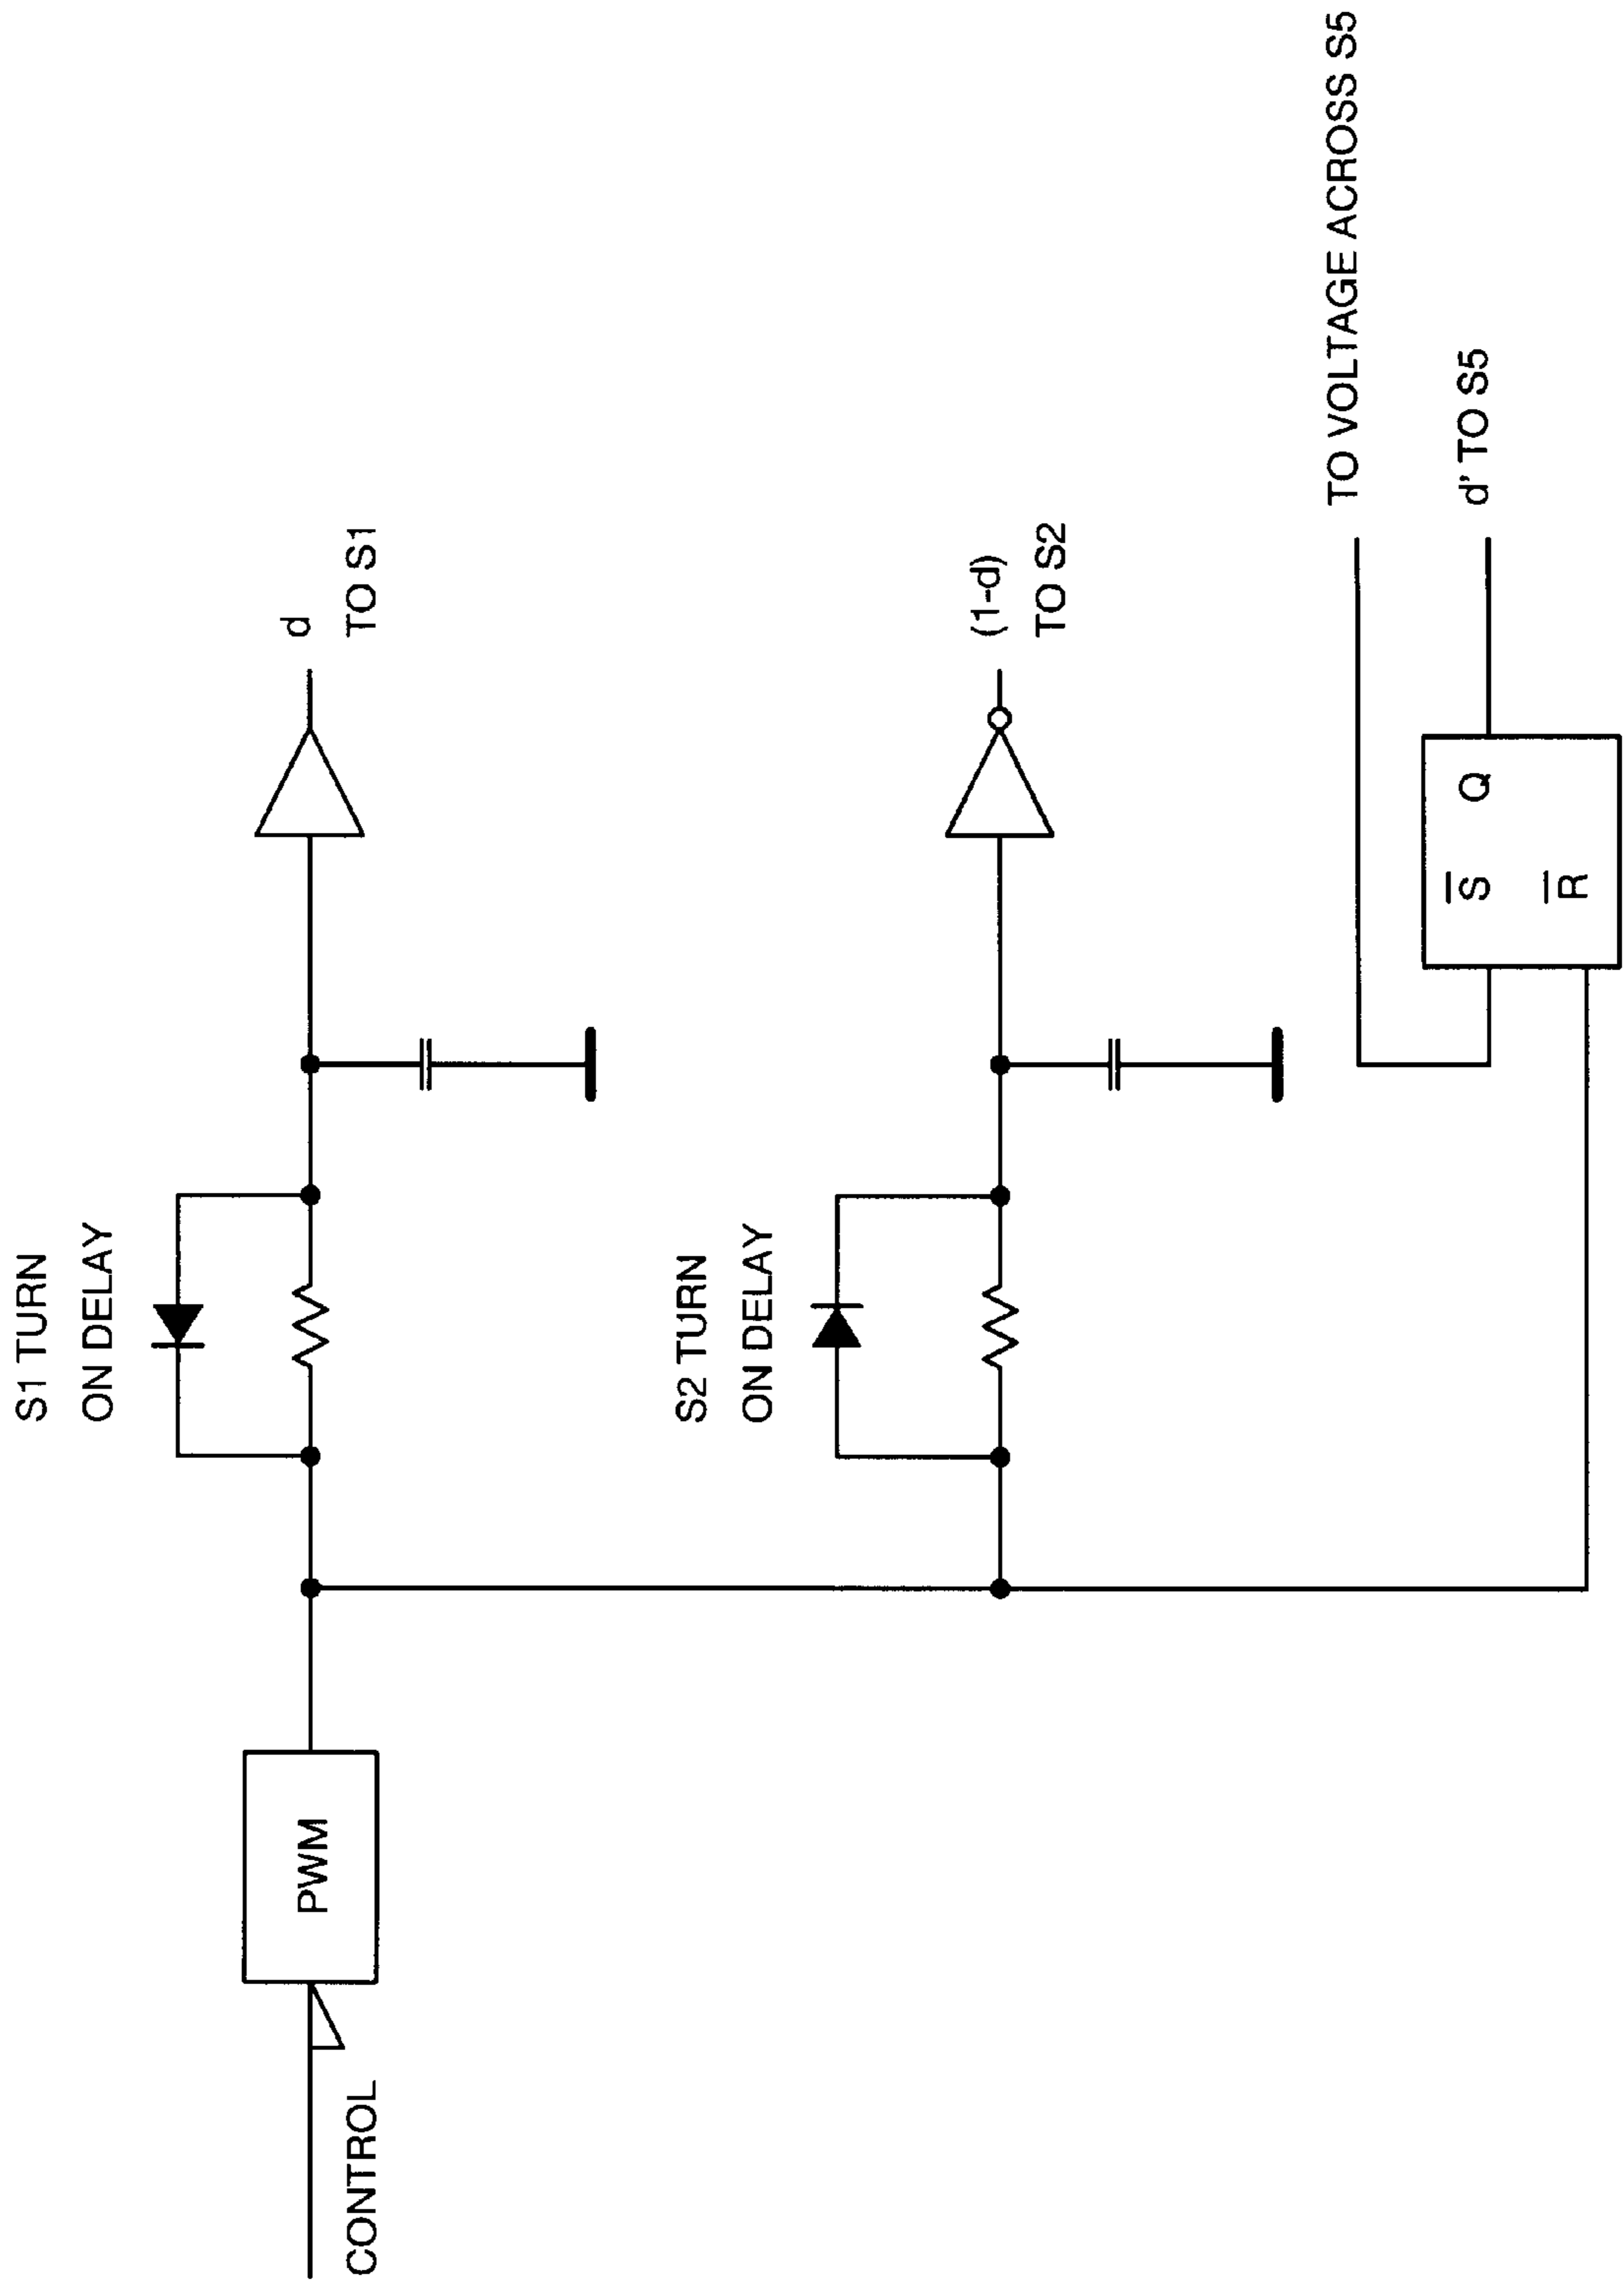 S1 TURN
ON DELAY
d
TO S1
CONTROL
PWM
S2 TURN
ON DELAY
(1-d)
TO S2
TO VOLTAGE ACROSS S5
S̅ Q
R̅
d' TO S5